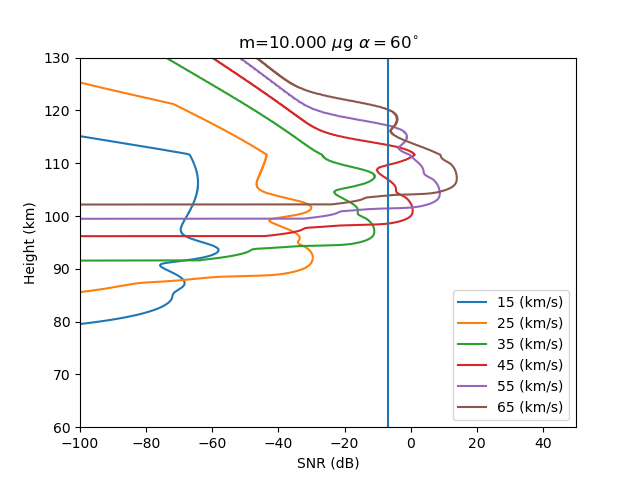 m=10.000 μg α = 60°
Height (km)
130
120
110
100
90
80
70
60
−100 −80 −60 −40 −20 0 20 40
SNR (dB)
15 (km/s)
25 (km/s)
35 (km/s)
45 (km/s)
55 (km/s)
65 (km/s)